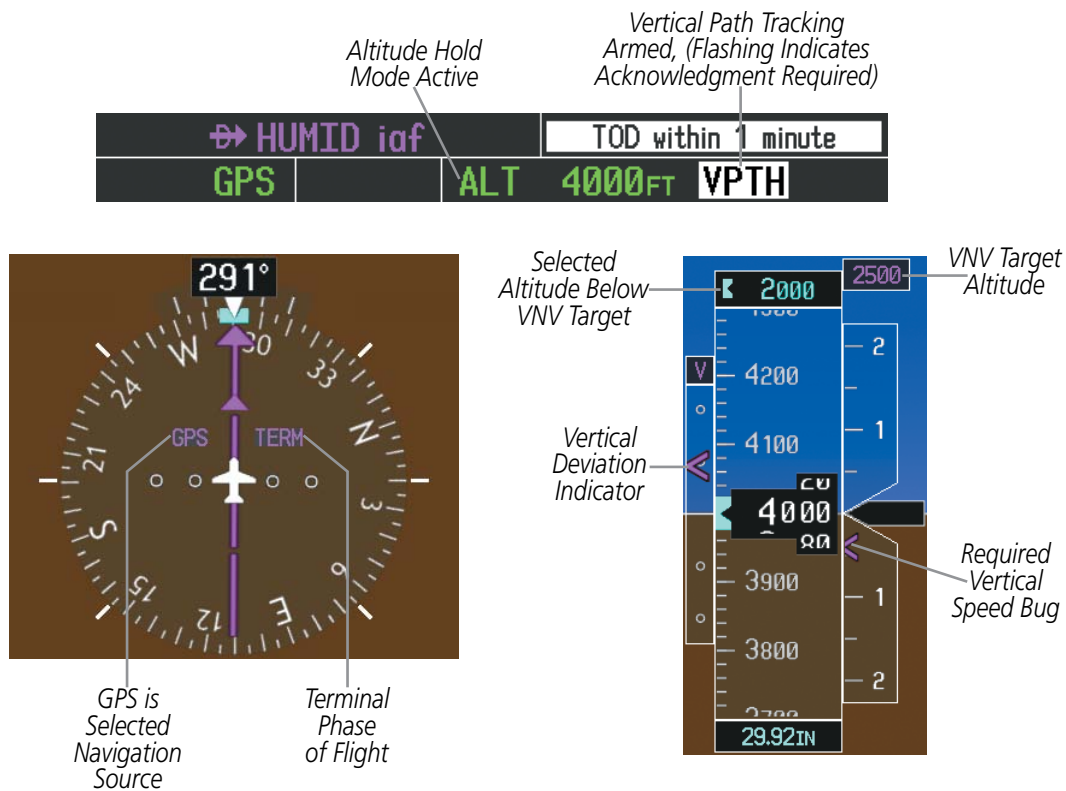 Altitude Hold
Mode Active
Vertical Path Tracking
Armed, (Flashing Indicates
Acknowledgment Required)
HUMID iaf
TOD within 1 minute
GPS
ALT 4000FT VPTH
291°
W
30
33
N
3
6
E
12
15
S
21
24
GPS
TERM
GPS is
Selected
Navigation
Source
Terminal
Phase
of Flight
Selected
Altitude Below
VNV Target
Vertical
Deviation
Indicator
2000
2500
VNV Target
Altitude
V
4200
4100
4000
20
80
3900
3800
2
1
1
2
29.92IN
Required
Vertical
Speed Bug